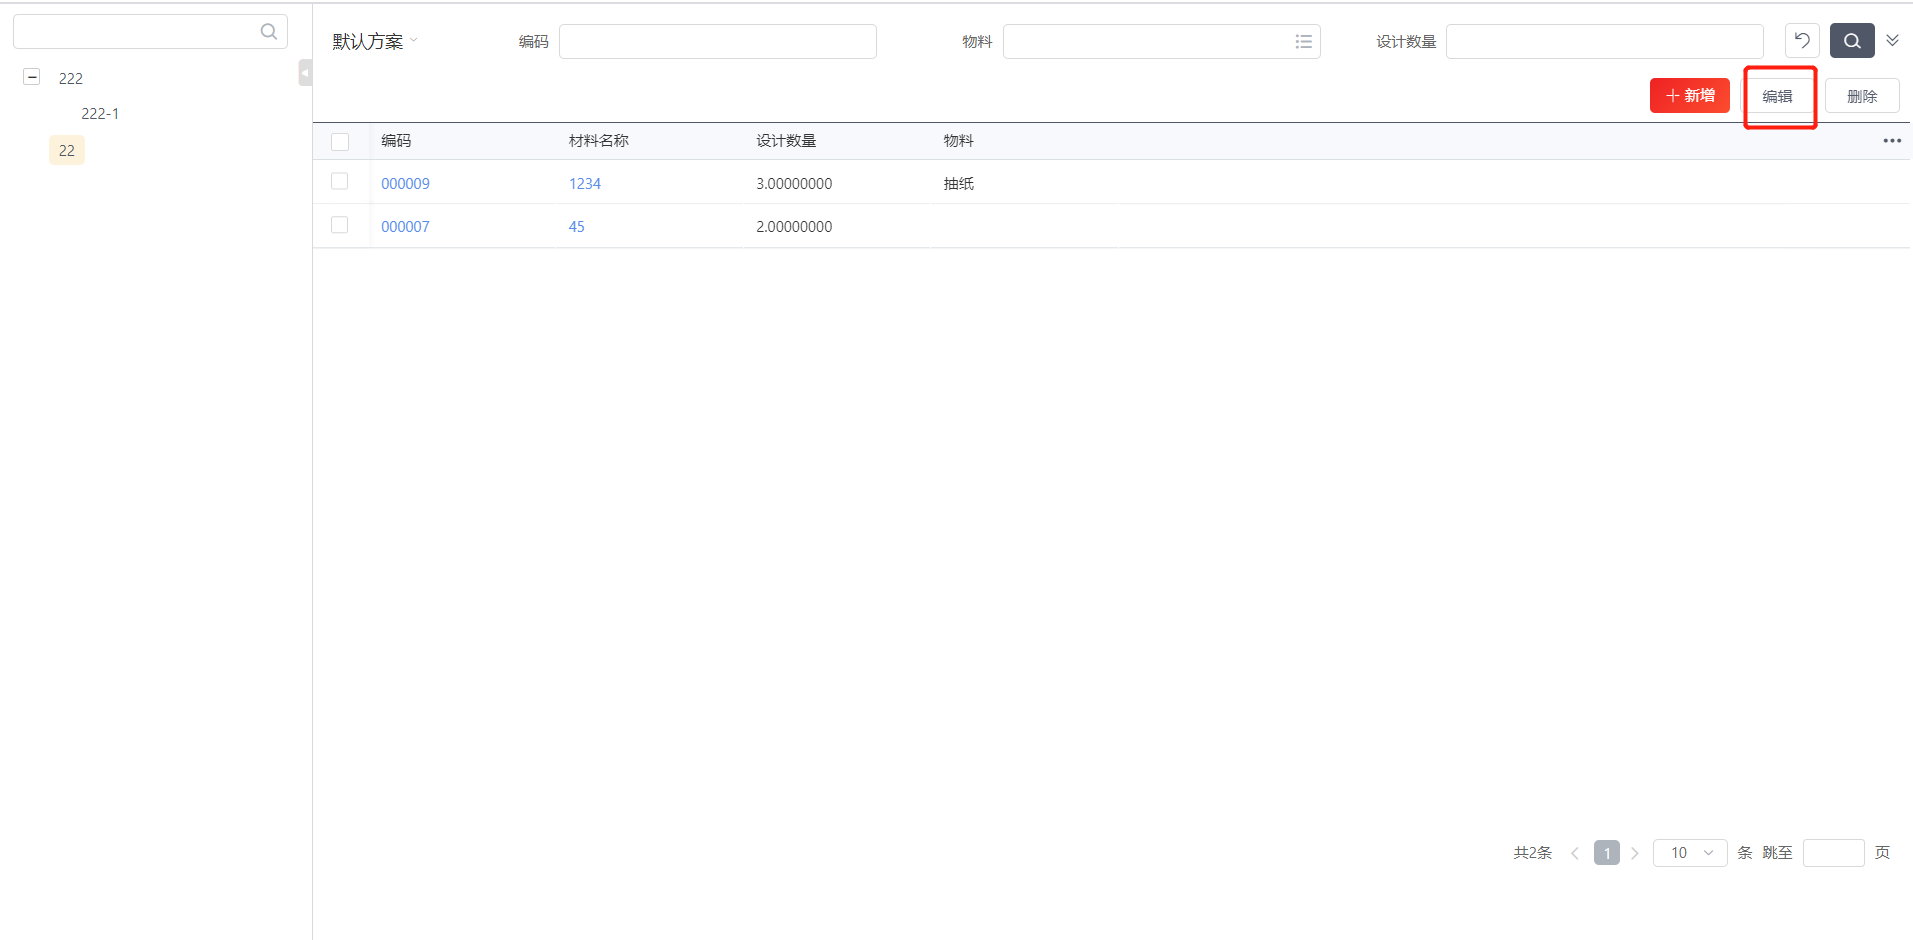 默认方案 编码 物料 设计数量
222
222-1
22
新增 编辑 删除
编码 材料名称 设计数量 物料
000009 1234 3.00000000 抽纸
000007 45 2.00000000
共2条 1 10 条 跳至 页